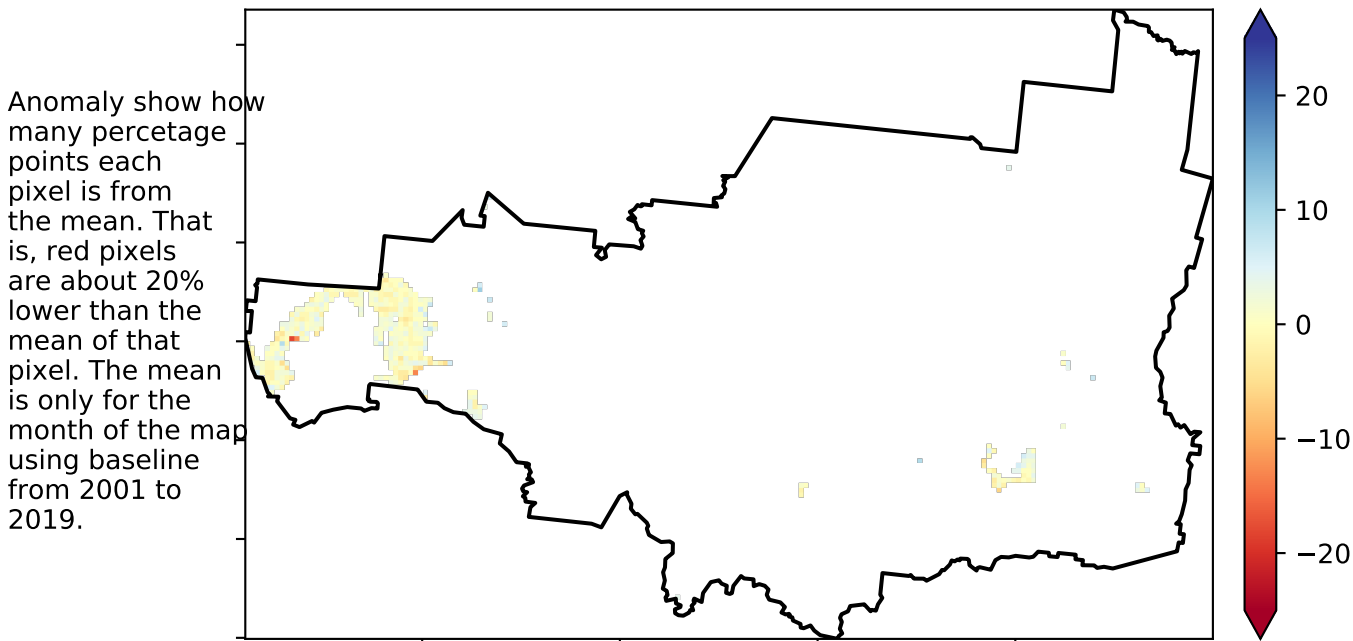 Anomaly show how
many percetage
points each
pixel is from
the mean. That
is, red pixels
are about 20%
lower than the
mean of that
pixel. The mean
is only for the
month of the map
using baseline
from 2001 to
2019.
20
10
0
−10
−20